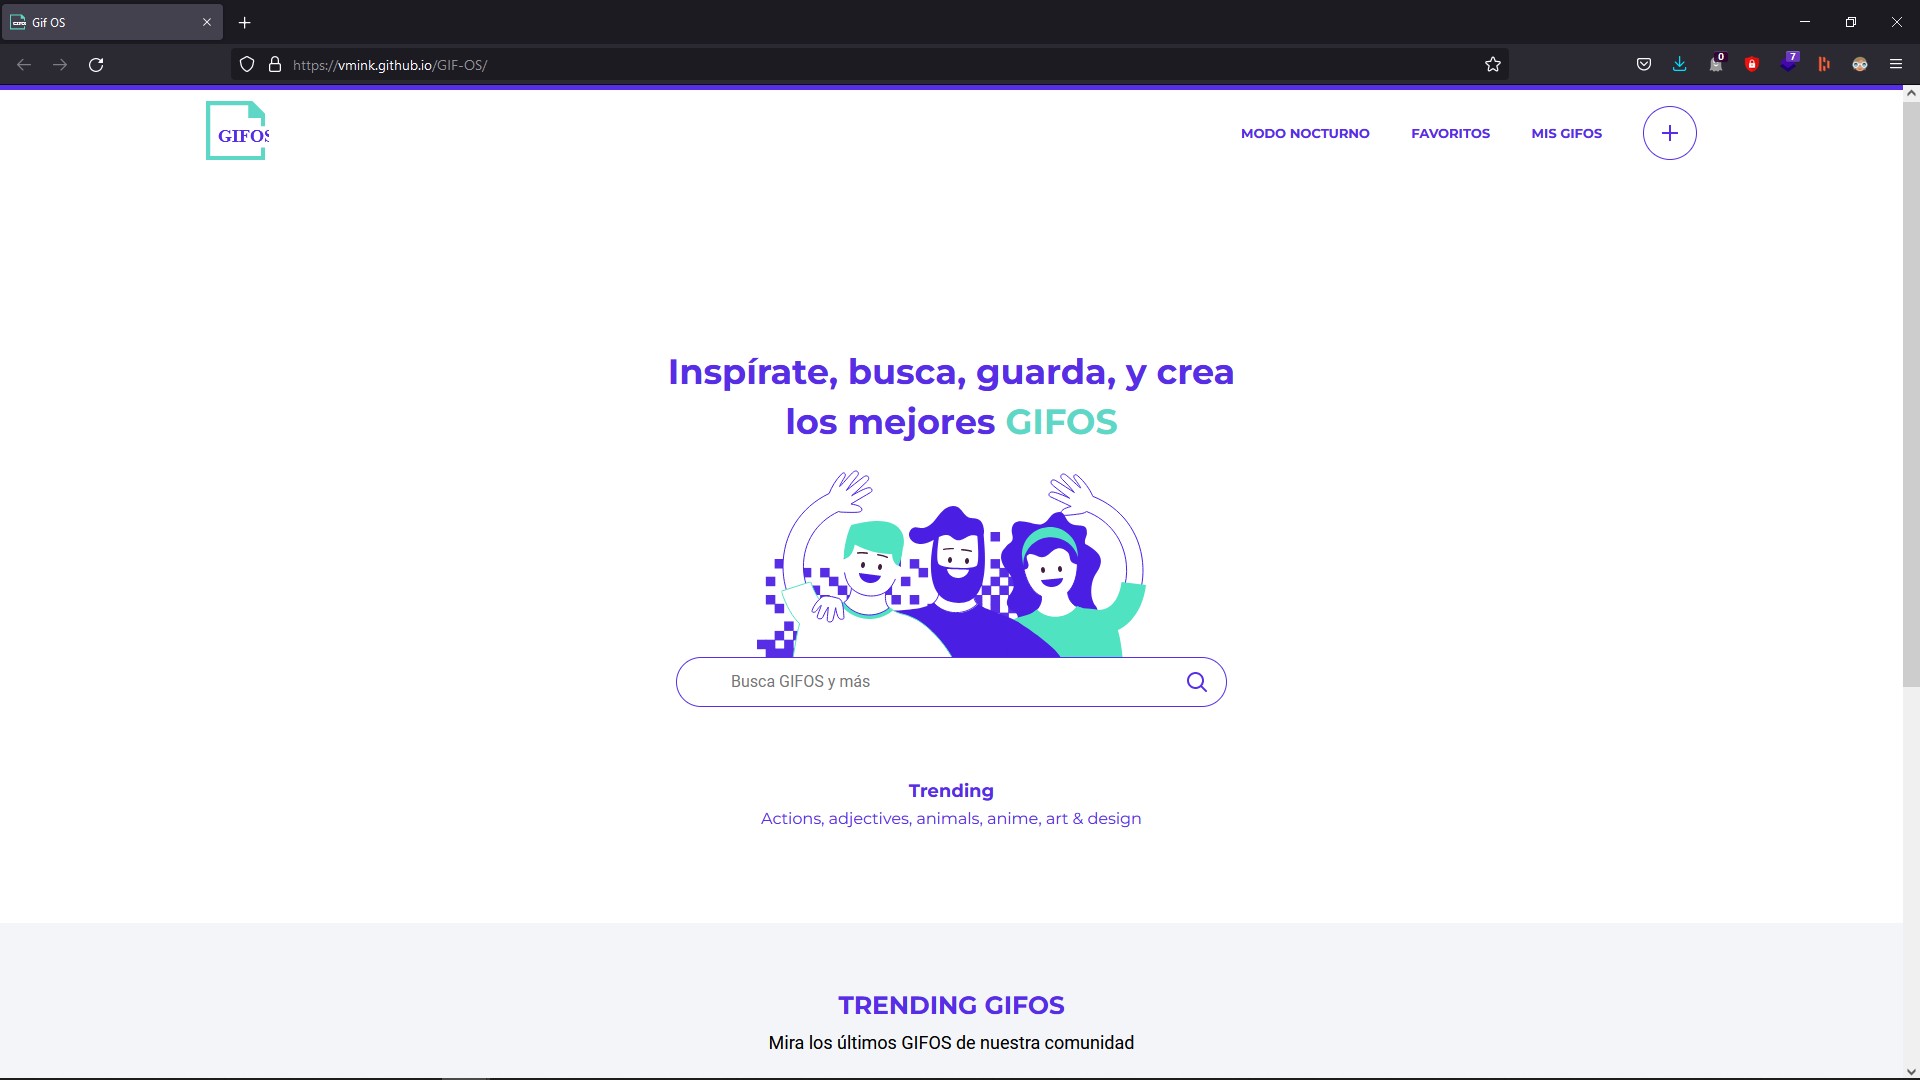 Gif OS
https://vmink.github.io/GIF-OS/
0
7
GIFOS
MODO NOCTURNO
FAVORITOS
MIS GIFOS
Inspírate, busca, guarda, y crea
los mejores GIFOS
Busca GIFOS y más
Trending
Actions, adjectives, animals, anime, art & design
TRENDING GIFOS
Mira los últimos GIFOS de nuestra comunidad